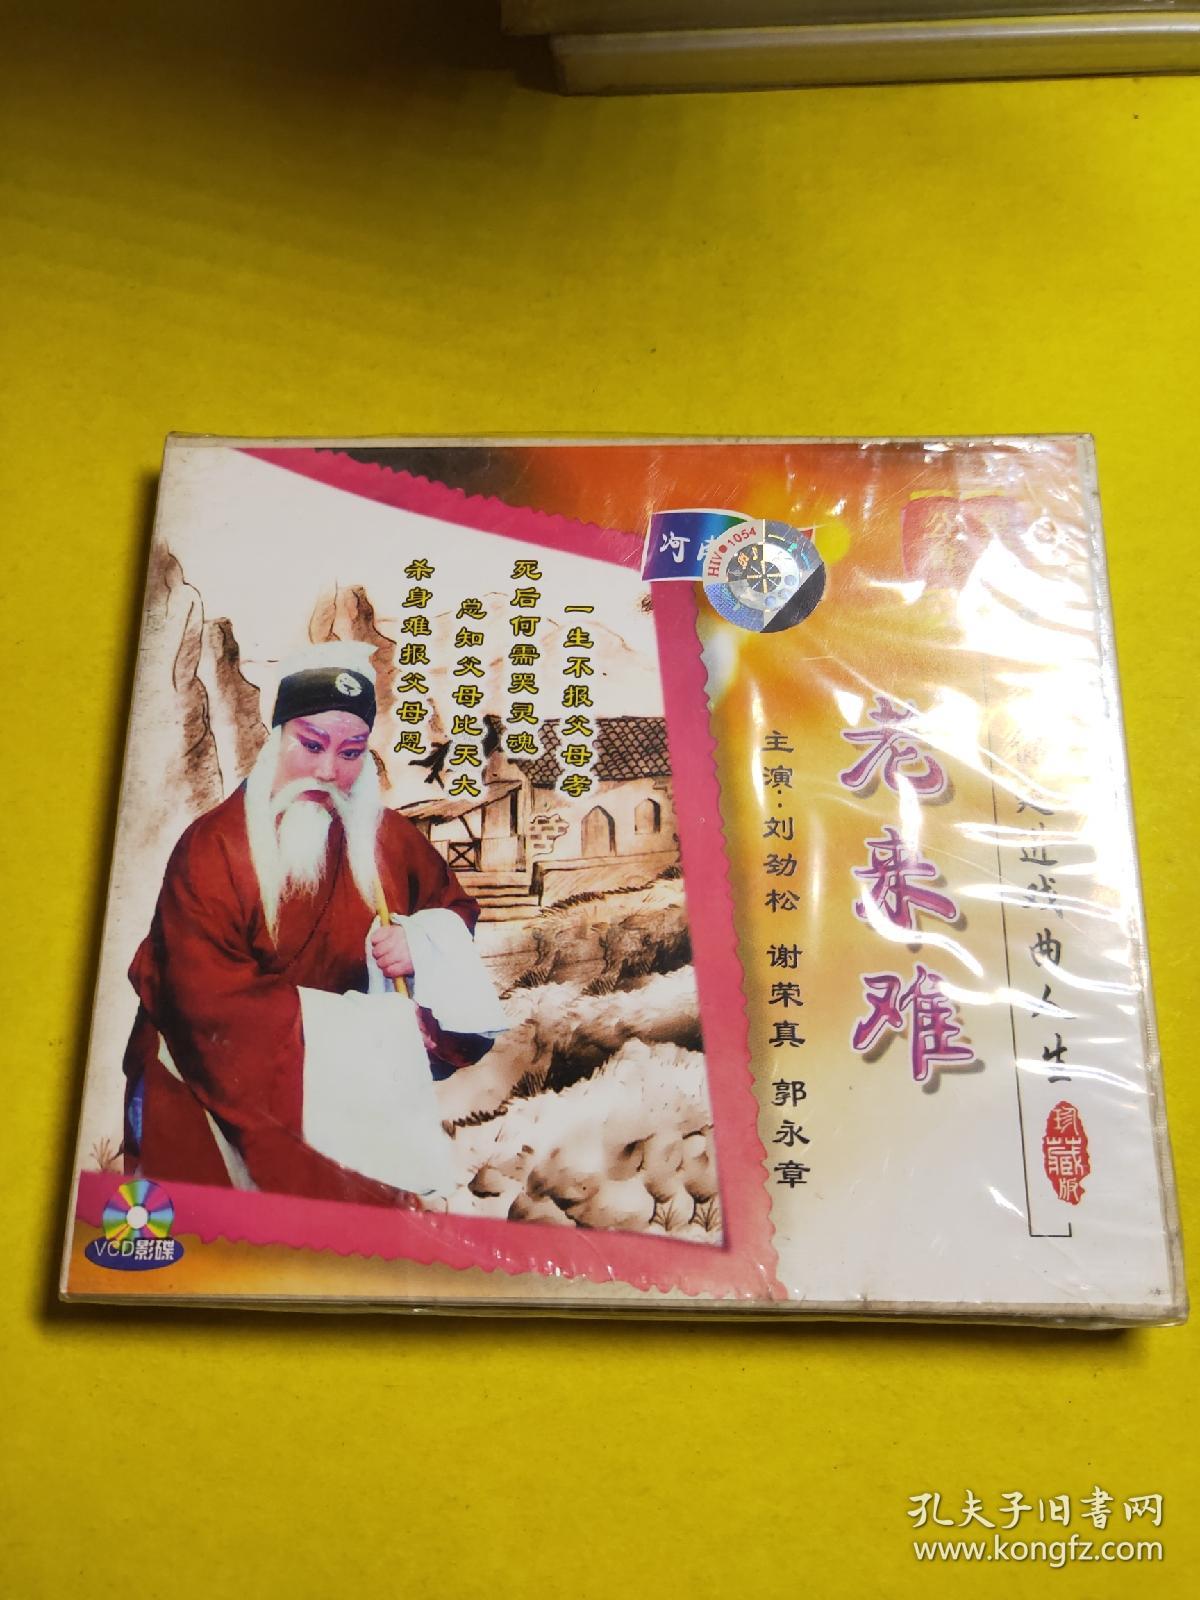 走进戏曲人生
珍藏版
老来难
主演：刘劲松 谢荣真 郭永章
HIV●1054
一生不报父母孝
死后何需哭灵魂
总知父母比天大
杀身难报父母恩
VCD影碟
孔夫子旧书网
www.kongfz.com